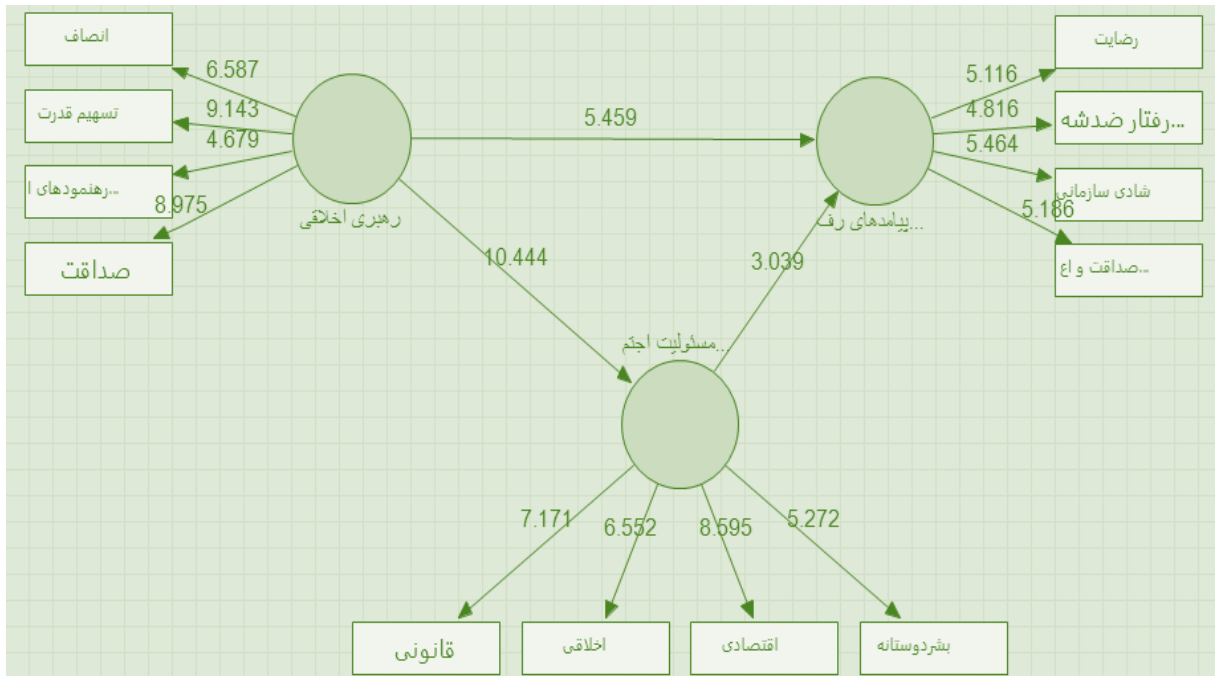 انصاف
رضایت
6.587
5.116
تسهیم قدرت
9.143
5.459
4.816
...رفتار ضدشه
4.679
5.464
...رهنمودهای ا
شادی سازمانی
8.975
5.186
رهبری اخلاقی
...پیامدهای رف
صداقت
10.444
3.039
...صداقت و اع
...مسئولیت اجتم
7.171
6.552
8.595
5.272
قانونی
اخلاقی
اقتصادی
بشردوستانه